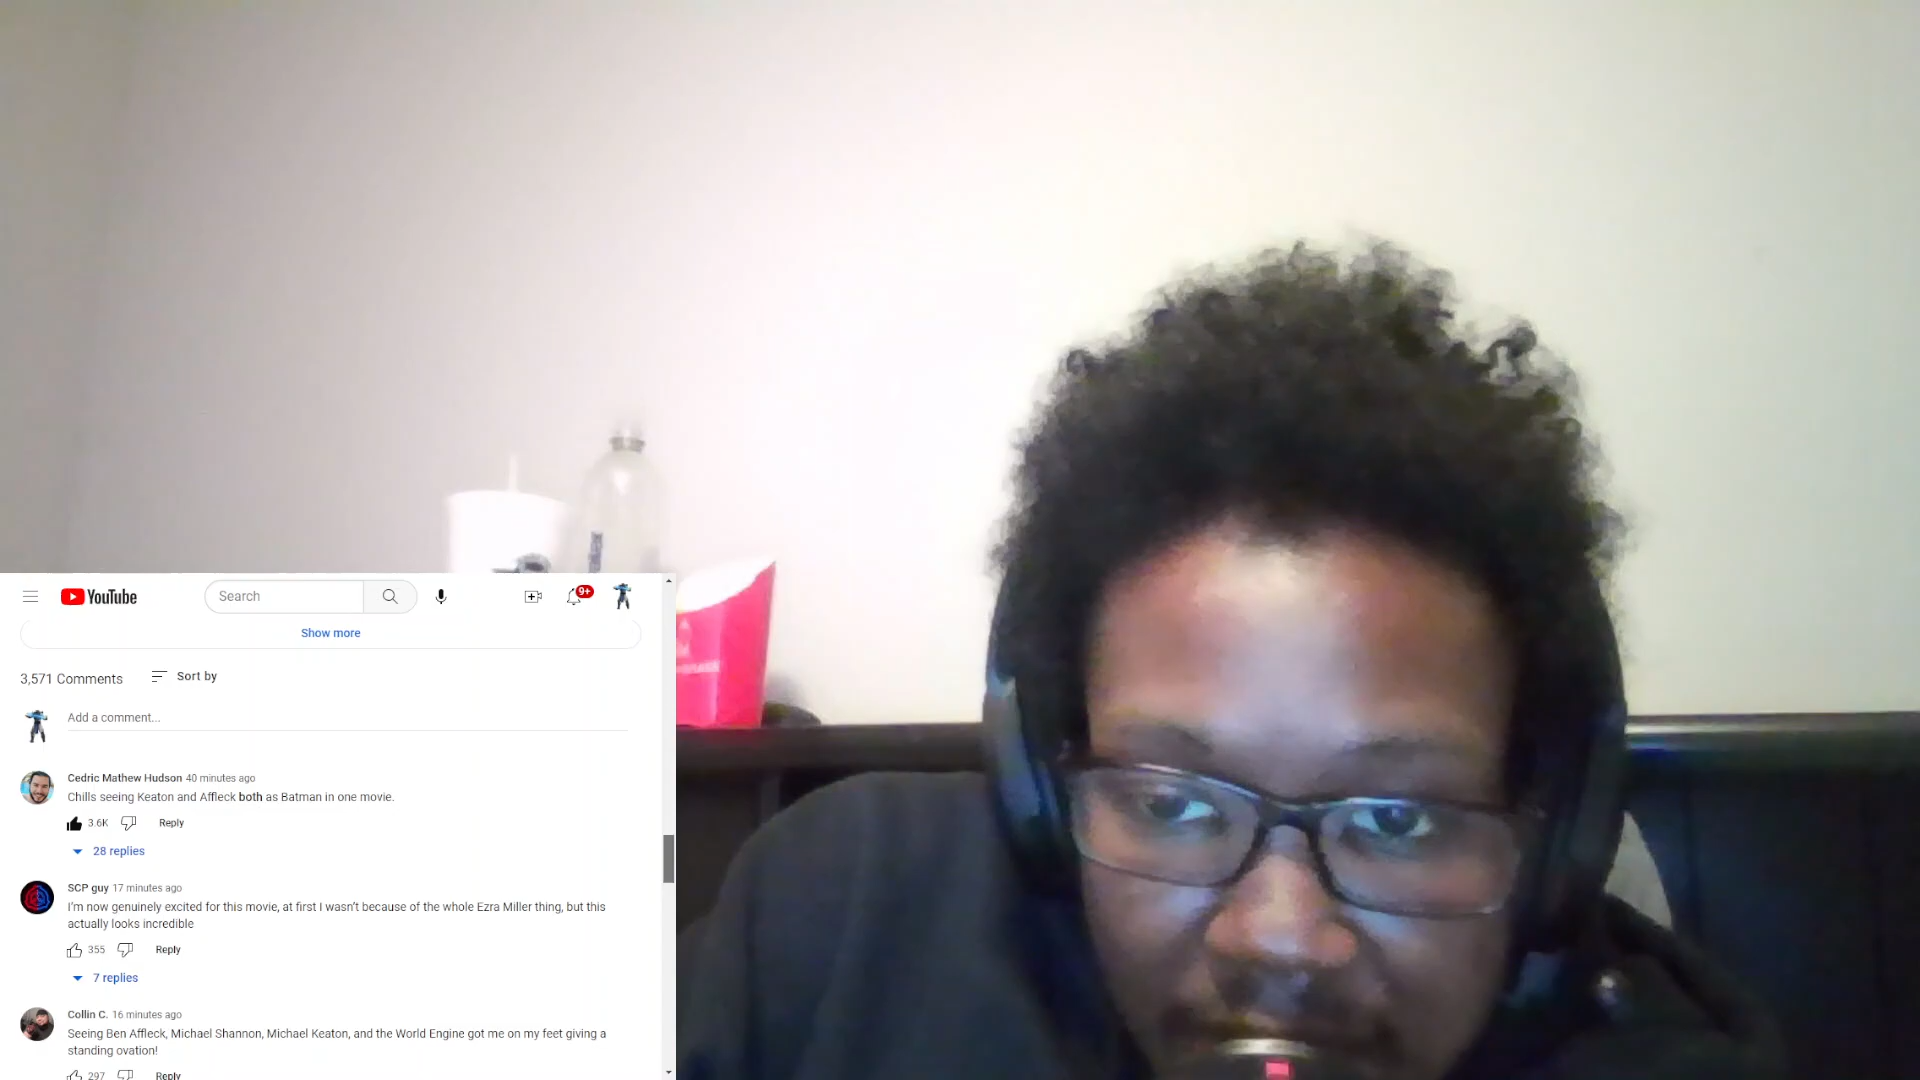 YouTube
Search
9+
Show more
3,571 Comments
Sort by
Add a comment...
Cedric Mathew Hudson 40 minutes ago
Chills seeing Keaton and Affleck both as Batman in one movie.
3.6K
Reply
28 replies
SCP guy 17 minutes ago
I'm now genuinely excited for this movie, at first I wasn't because of the whole Ezra Miller thing, but this
actually looks incredible
355
Reply
7 replies
Collin C. 16 minutes ago
Seeing Ben Affleck, Michael Shannon, Michael Keaton, and the World Engine got me on my feet giving a
standing ovation!
297
Reply